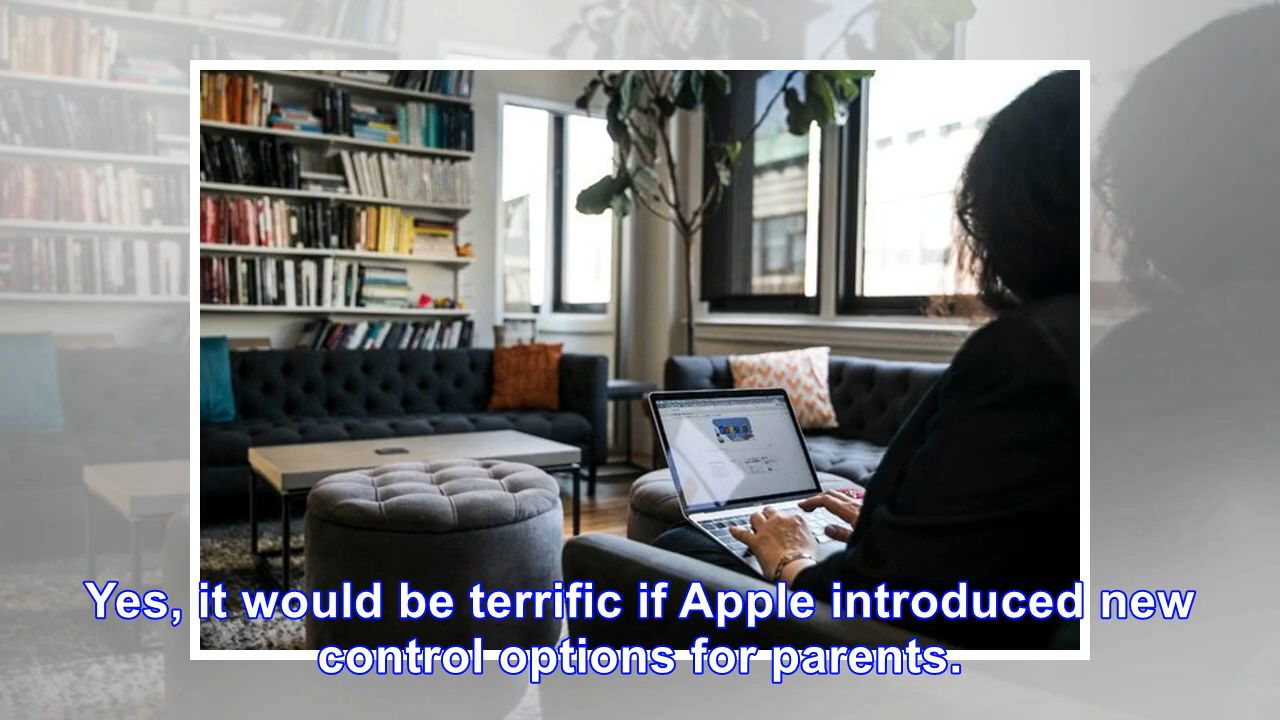 Yes, it would be terrific if Apple introduced new
control options for parents.